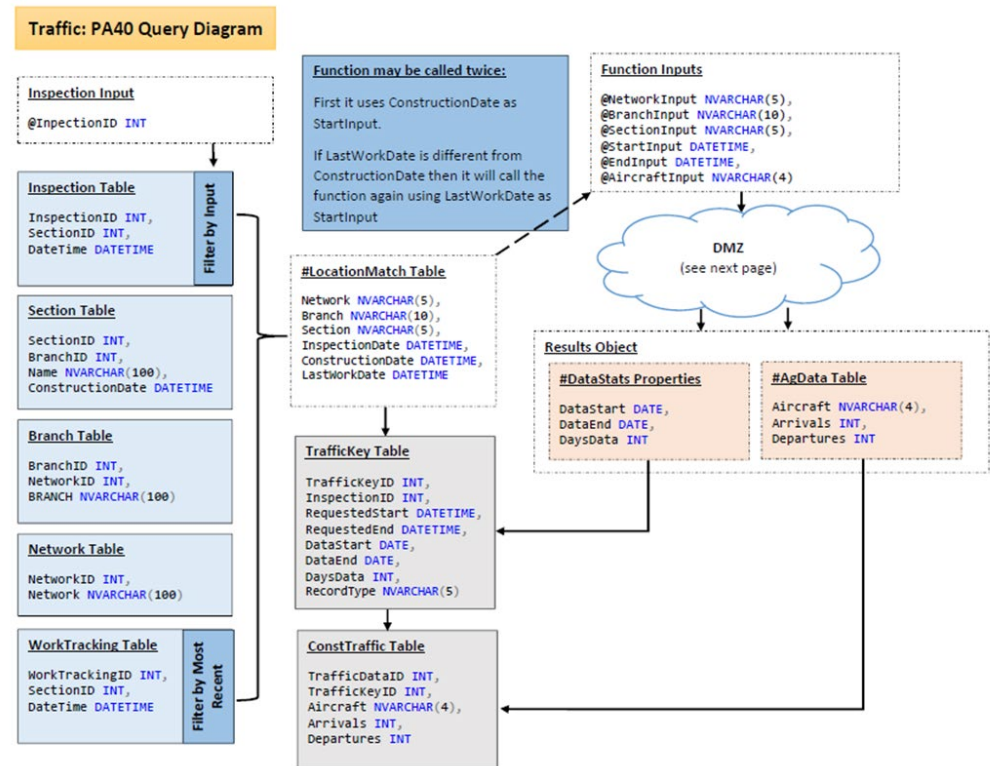 Traffic: PA40 Query Diagram
Inspection Input
@InpectionID INT
Inspection Table
InspectionID INT,
SectionID INT,
DateTime DATETIME
Filter by Input
Section Table
SectionID INT,
BranchID INT,
Name NVARCHAR(100),
ConstructionDate DATETIME
Branch Table
BranchID INT,
NetworkID INT,
BRANCH NVARCHAR(100)
Network Table
NetworkID INT,
Network NVARCHAR(100)
WorkTracking Table
WorkTrackingID INT,
SectionID INT,
DateTime DATETIME
Filter by Most
Recent
Function may be called twice:
First it uses ConstructionDate as
StartInput.
If LastWorkDate is different from
ConstructionDate then it will call the
function again using LastWorkDate as
StartInput
#LocationMatch Table
Network NVARCHAR(5),
Branch NVARCHAR(10),
Section NVARCHAR(5),
InspectionDate DATETIME,
ConstructionDate DATETIME,
LastWorkDate DATETIME
TrafficKey Table
TrafficKeyID INT,
InspectionID INT,
RequestedStart DATETIME,
RequestedEnd DATETIME,
DataStart DATE,
DataEnd DATE,
DaysData INT,
RecordType NVARCHAR(5)
ConstTraffic Table
TrafficDataID INT,
TrafficKeyID INT,
Aircraft NVARCHAR(4),
Arrivals INT,
Departures INT
Function Inputs
@NetworkInput NVARCHAR(5),
@BranchInput NVARCHAR(10),
@SectionInput NVARCHAR(5),
@StartInput DATETIME,
@EndInput DATETIME,
@AircraftInput NVARCHAR(4)
DMZ
(see next page)
Results Object
#DataStats Properties
DataStart DATE,
DataEnd DATE,
DaysData INT
#AgData Table
Aircraft NVARCHAR(4),
Arrivals INT,
Departures INT